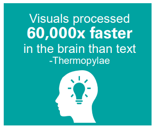 Visuals processed
60,000x faster
in the brain than text
-Thermopylae